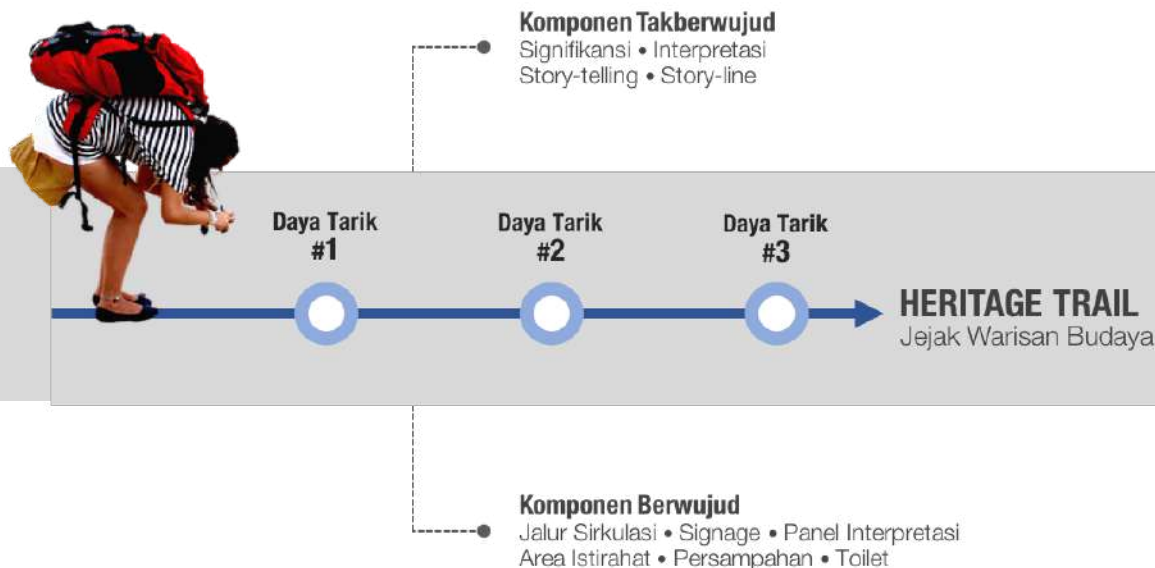 Komponen Takberwujud
Signifikansi • Interpretasi
Story-telling • Story-line
Daya Tarik
#1
Daya Tarik
#2
Daya Tarik
#3
HERITAGE TRAIL
Jejak Warisan Budaya
Komponen Berwujud
Jalur Sirkulasi • Signage • Panel Interpretasi
Area Istirahat • Persampahan • Toilet